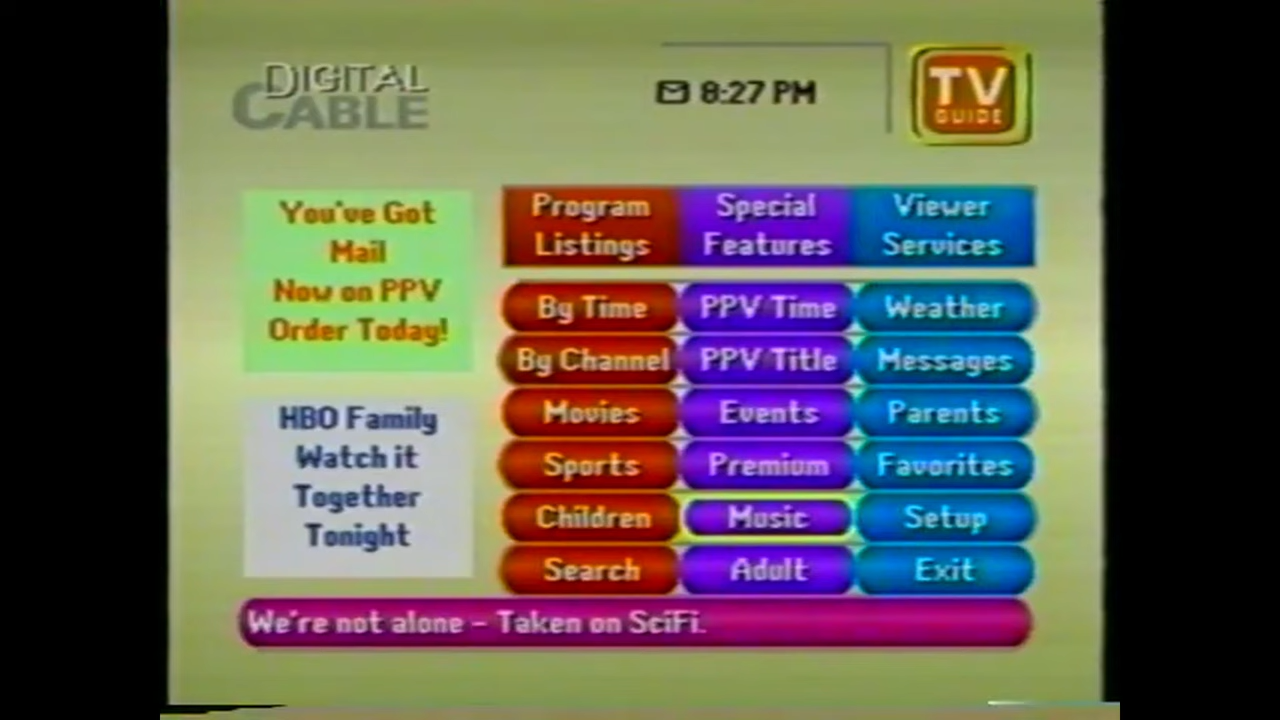 DIGITAL
CABLE
8:27 PM
TV
GUIDE
You've Got
Mail
Now on PPV
Order Today!
HBO Family
Watch it
Together
Tonight
Program
Listings
Special
Features
Viewer
Services
By Time
PPV Time
Weather
By Channel
PPV Title
Messages
Movies
Events
Parents
Sports
Premium
Favorites
Children
Music
Setup
Search
Adult
Exit
We're not alone - Taken on SciFi.